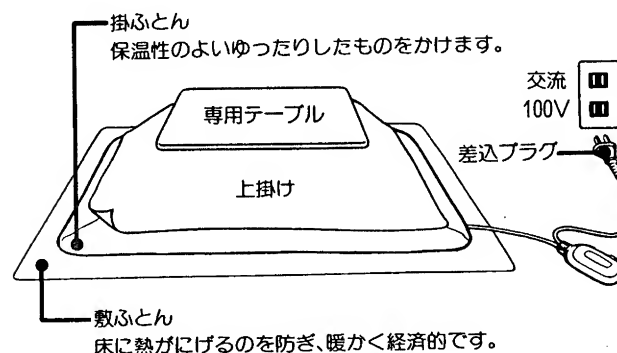 掛ふとん
保温性のよいゆったりしたものをかけます。
専用テーブル
交流
100V
差込プラグ
上掛け
敷ふとん
床に熱がにげるのを防ぎ、暖かく経済的です。